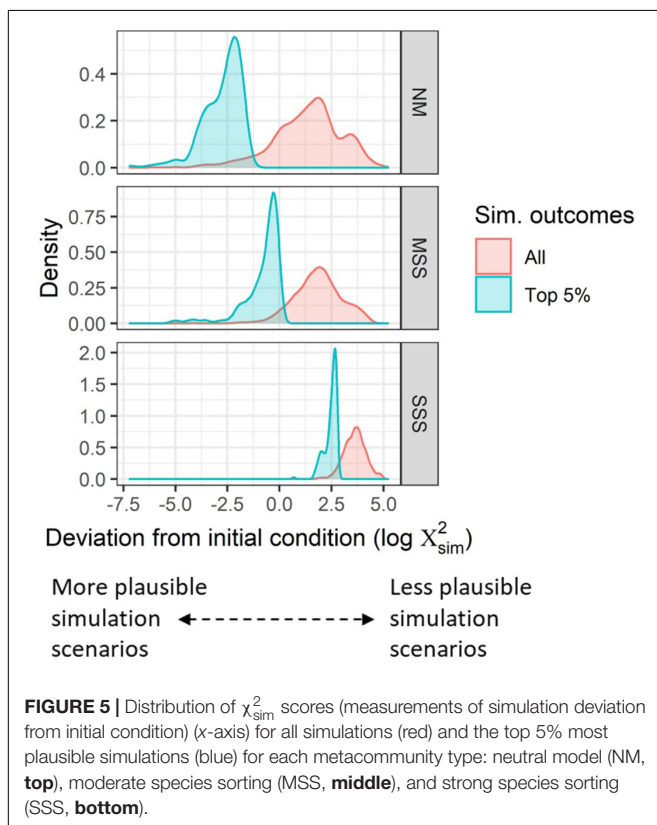 0.4
0.2
0.0
NM
0.75
0.50
0.25
0.00
MSS
2.0
1.5
1.0
0.5
0.0
SSS
Density
-7.5 -5.0 -2.5 0.0 2.5 5.0
Deviation from initial condition (log X²sim)
Sim. outcomes
All
Top 5%
More plausible
simulation
scenarios
Less plausible
simulation
scenarios
FIGURE 5 | Distribution of χ²sim scores (measurements of simulation deviation
from initial condition) (x-axis) for all simulations (red) and the top 5% most
plausible simulations (blue) for each metacommunity type: neutral model (NM,
top), moderate species sorting (MSS, middle), and strong species sorting
(SSS, bottom).